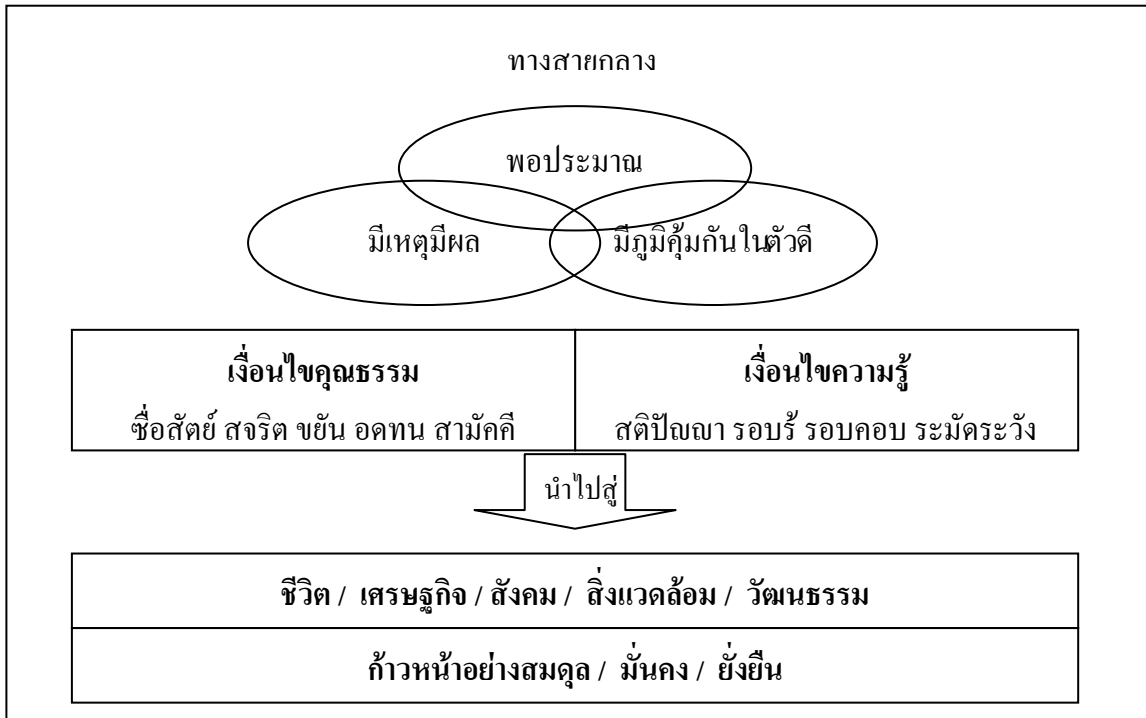 ทางสายกลาง
พอประมาณ
มีเหตุมีผล มีภูมิคุ้มกันในตัวดี
เงื่อนไขคุณธรรม เงื่อนไขความรู้
ซื่อสัตย์ สจริต ขยัน อดทน สามัคคี สติปัญญา รอบร้ รอบคอบ ระมัดระวัง
นำไปสู่
ชีวิต / เศรษฐกิจ / สังคม / สิ่งแวดล้อม / วัฒนธรรม
ก้าวหน้าอย่างสมดุล / มั่นคง / ยั่งยืน